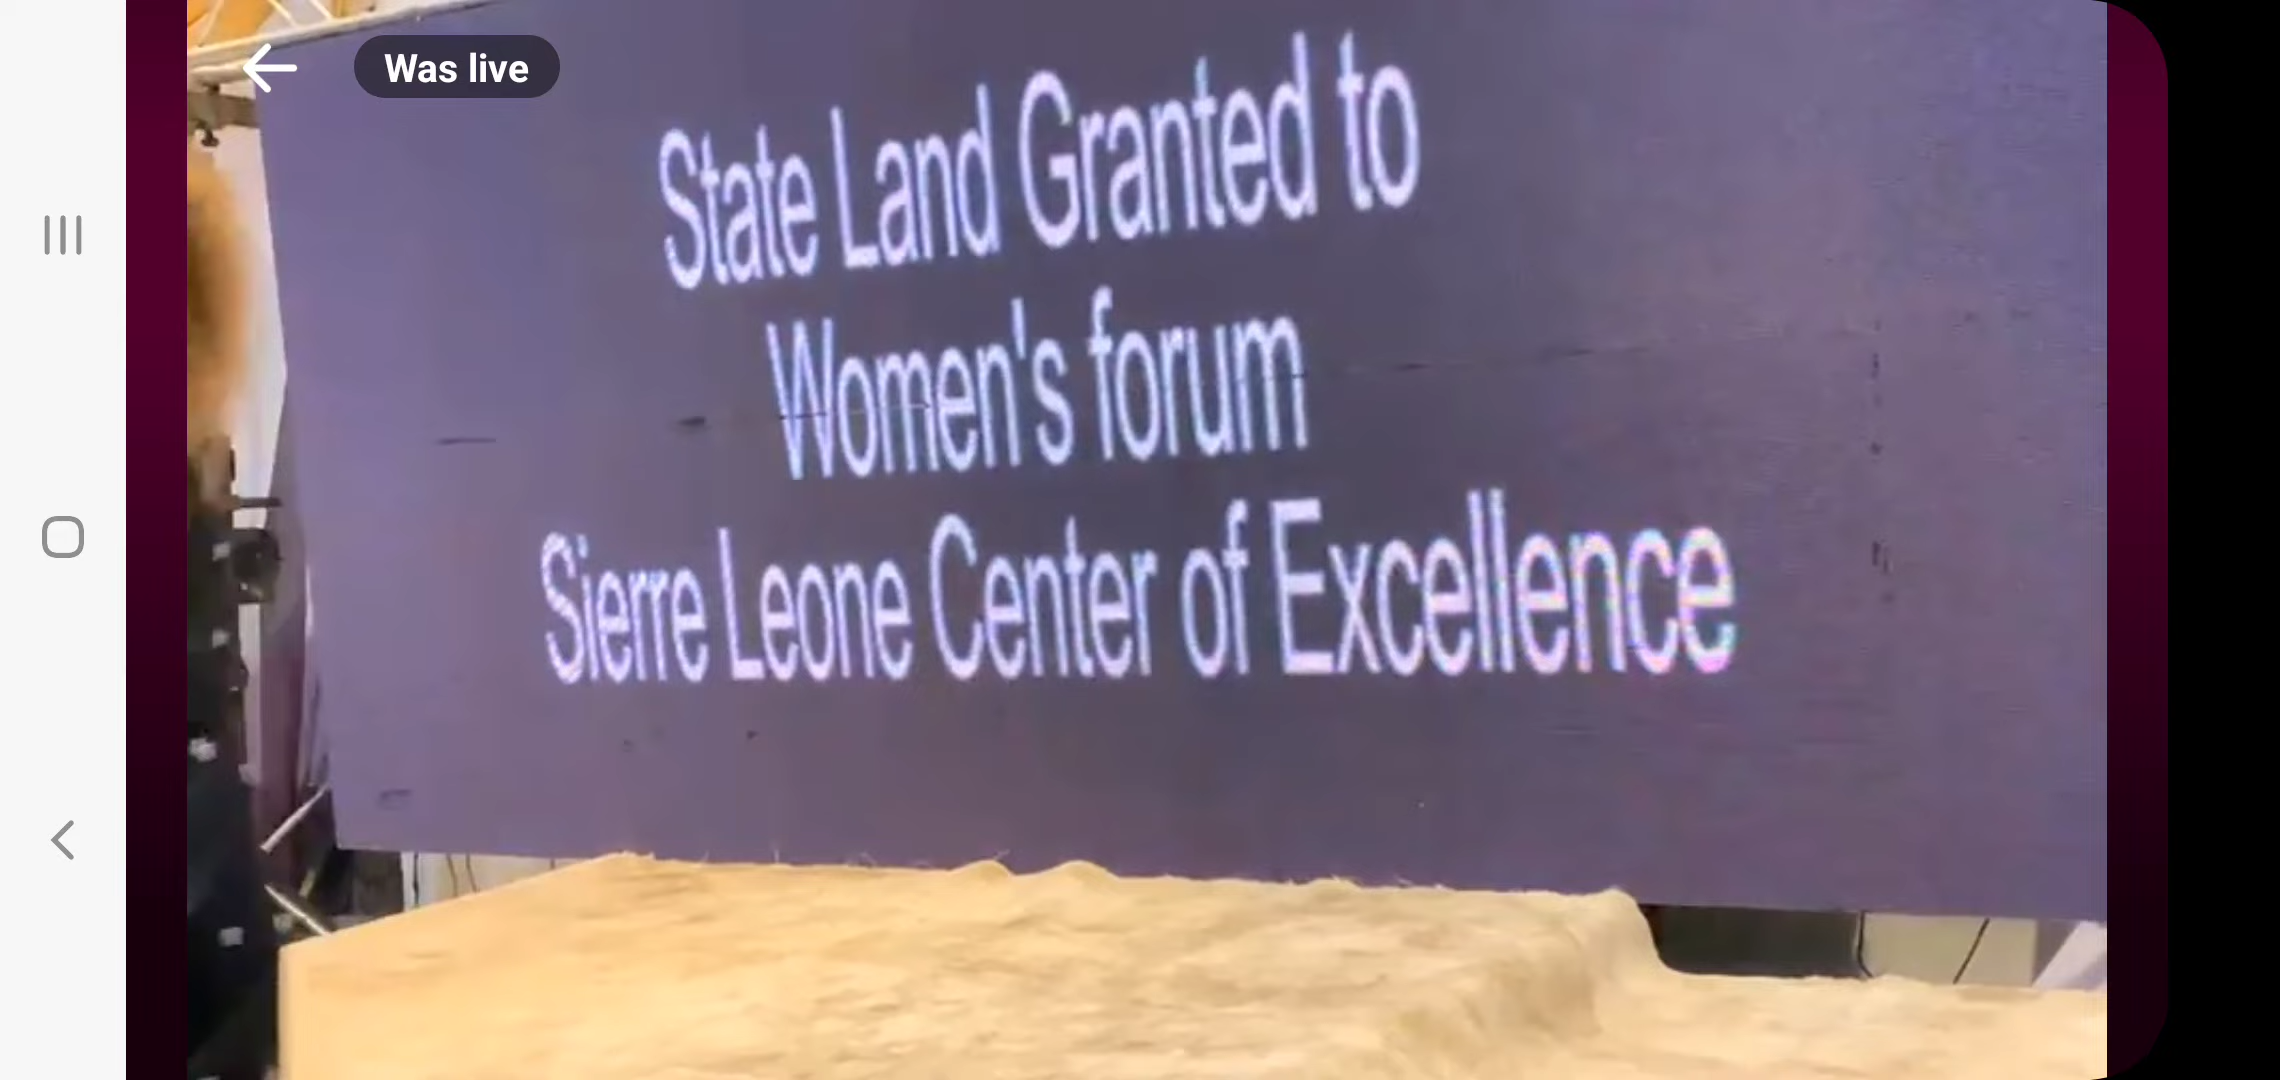 Was live
State Land Granted to
Women's forum
Sierre Leone Center of Excellence